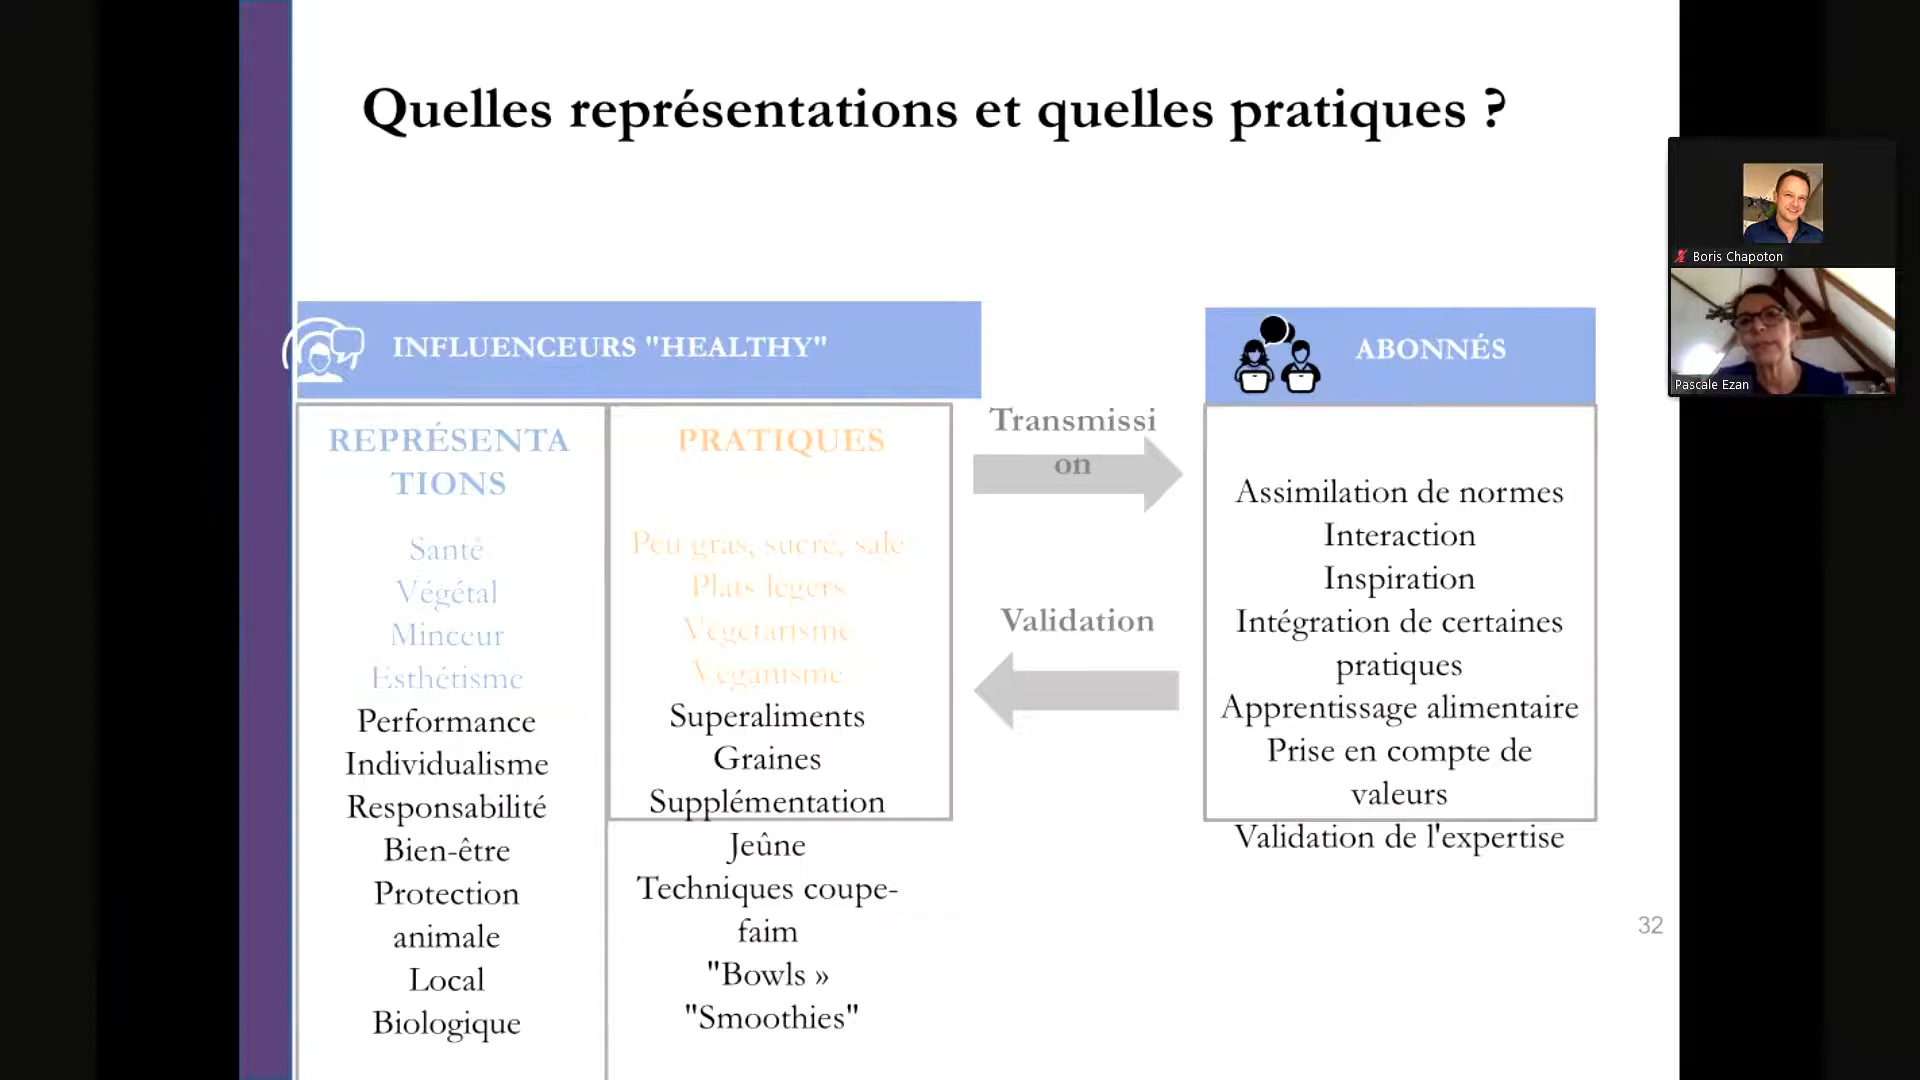 Quelles représentations et quelles pratiques ?
INFLUENCEURS "HEALTHY"
REPRÉSENTA
TIONS
Santé
Végétal
Minceur
Esthétisme
Performance
Individualisme
Responsabilité
Bien-être
Protection
animale
Local
Biologique
PRATIQUES
Peu gras, sucré, salé
Plats légers
Végétarisme
Véganisme
Superaliments
Graines
Supplémentation
Jeûne
Techniques coupe-
faim
"Bowls »
"Smoothies"
Transmissi
on
Validation
ABONNÉS
Assimilation de normes
Interaction
Inspiration
Intégration de certaines
pratiques
Apprentissage alimentaire
Prise en compte de
valeurs
Validation de l'expertise
32
Boris Chapoton
Pascale Ezan